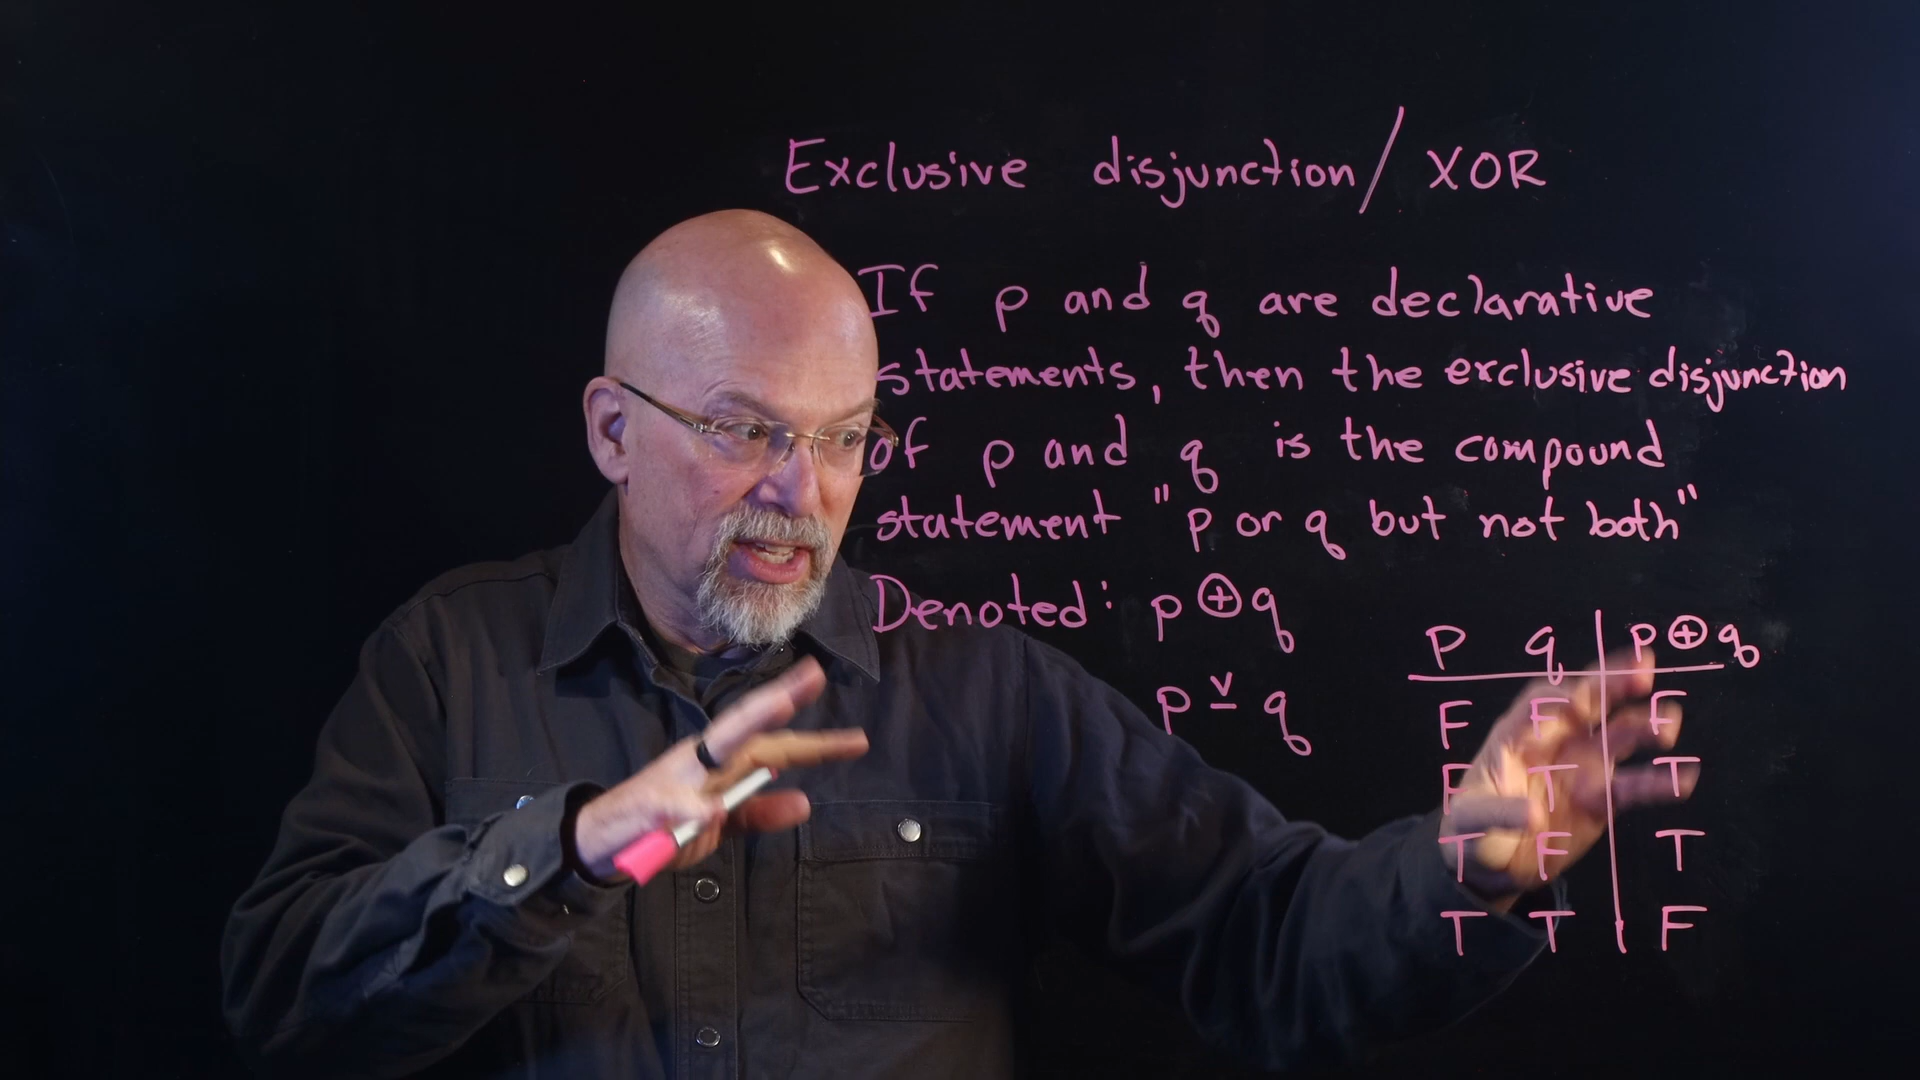 Exclusive disjunction/ XOR
If p and q are declarative
statements, then the exclusive disjunction
of p and q is the compound
statement "p or q but not both"
Denoted: p ⊕ q
p ⊻ q
p q p⊕q
F F F
F T T
T F T
T T F